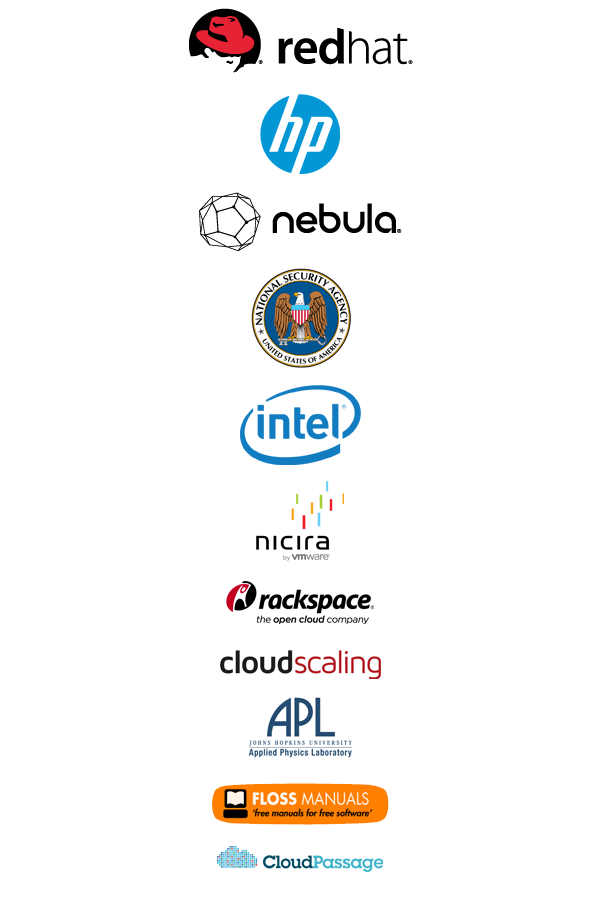 redhat®
hp
nebula®
NATIONAL SECURITY AGENCY
UNITED STATES OF AMERICA
intel®
nicira
by vmware®
rackspace®
the open cloud company
cloudscaling
APL
JOHNS HOPKINS UNIVERSITY
Applied Physics Laboratory
FLOSS MANUALS
'free manuals for free software'
CloudPassage